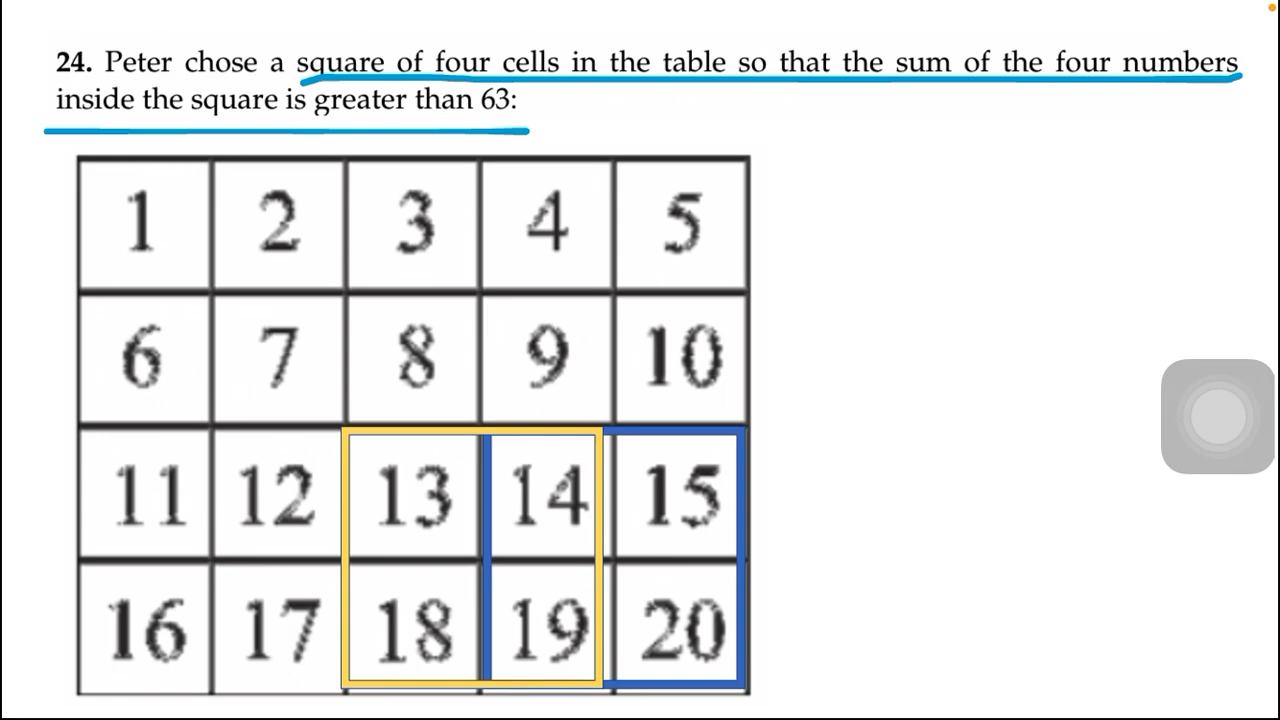 24. Peter chose a square of four cells in the table so that the sum of the four numbers
inside the square is greater than 63:
1 2 3 4 5
6 7 8 9 10
11 12 13 14 15
16 17 18 19 20